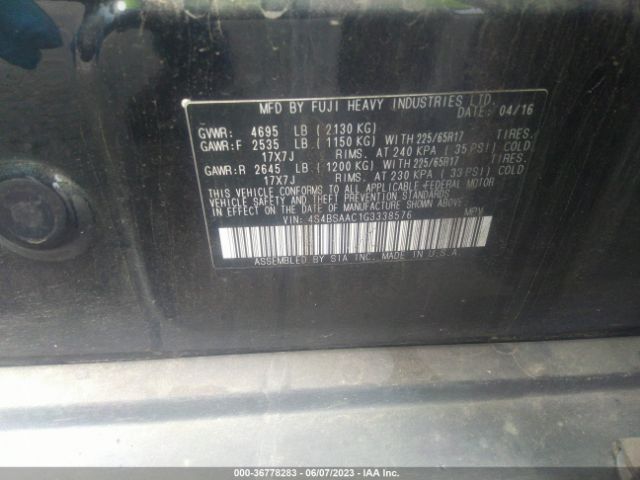 MFD BY FUJI HEAVY INDUSTRIES LTD.
DATE: 04/16
GVWR: 4695 LB (2130 KG)
GAWR:F 2535 LB (1150 KG) WITH 225/65R17 TIRES.
17X7J RIMS. AT 240 KPA (35 PSI) COLD
GAWR:R 2645 LB (1200 KG) WITH 225/65R17 TIRES.
17X7J RIMS. AT 230 KPA (33 PSI) COLD
THIS VEHICLE CONFORMS TO ALL APPLICABLE FEDERAL MOTOR
VEHICLE SAFETY AND THEFT PREVENTION STANDARDS
IN EFFECT ON THE DATE OF MANUFACTURE SHOWN ABOVE.
VIN: 4S4BSAAC1G3338576 MPV
ASSEMBLED BY SIA INC. MADE IN U.S.A.
000-36778283 - 06/07/2023 - IAA Inc.